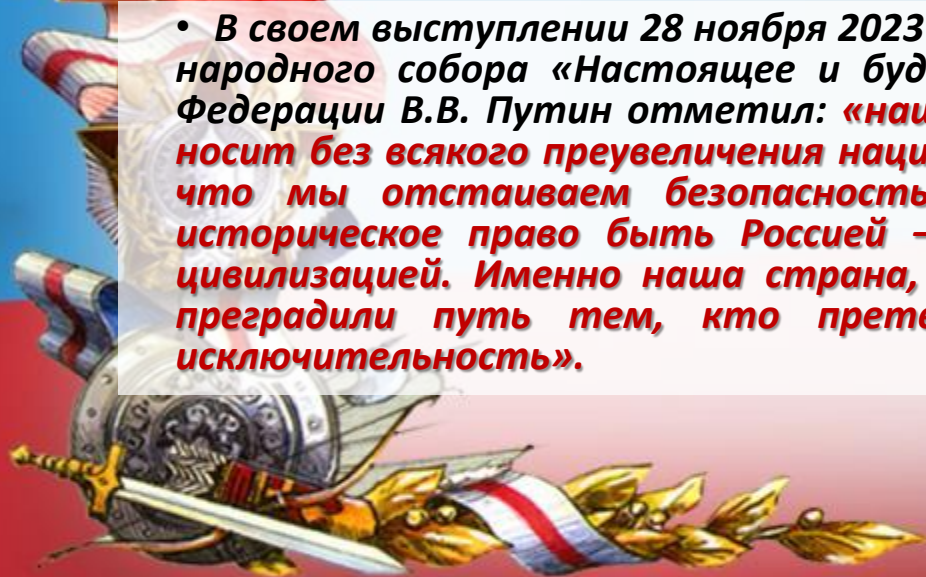 • В своем выступлении 28 ноября 2023
народного собора «Настоящее и буд
Федерации В.В. Путин отметил: «наш
носит без всякого преувеличения наци
что мы отстаиваем безопасность
историческое право быть Россией –
цивилизацией. Именно наша страна,
преградили путь тем, кто прете
исключительность».